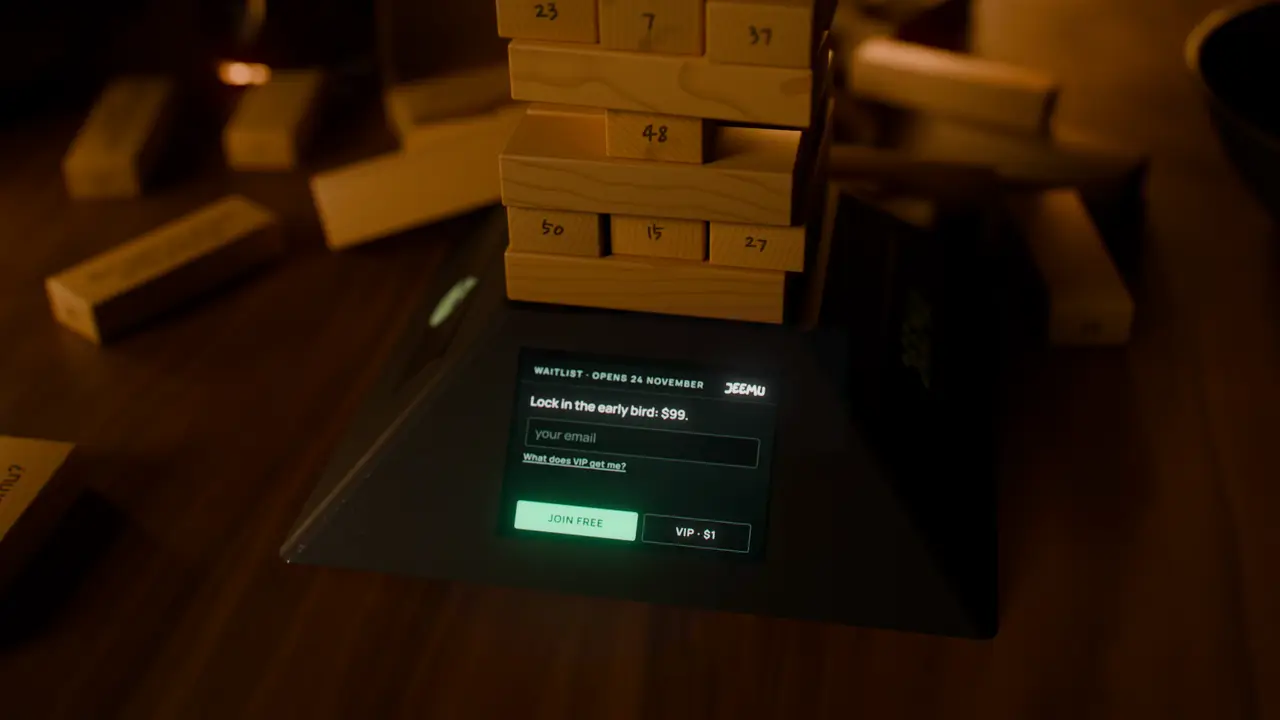 23 7 37
48
50 15 27
WAITLIST · OPENS 24 NOVEMBER JEEMU
Lock in the early bird: $99.
your email
What does VIP get me?
JOIN FREE VIP · $1